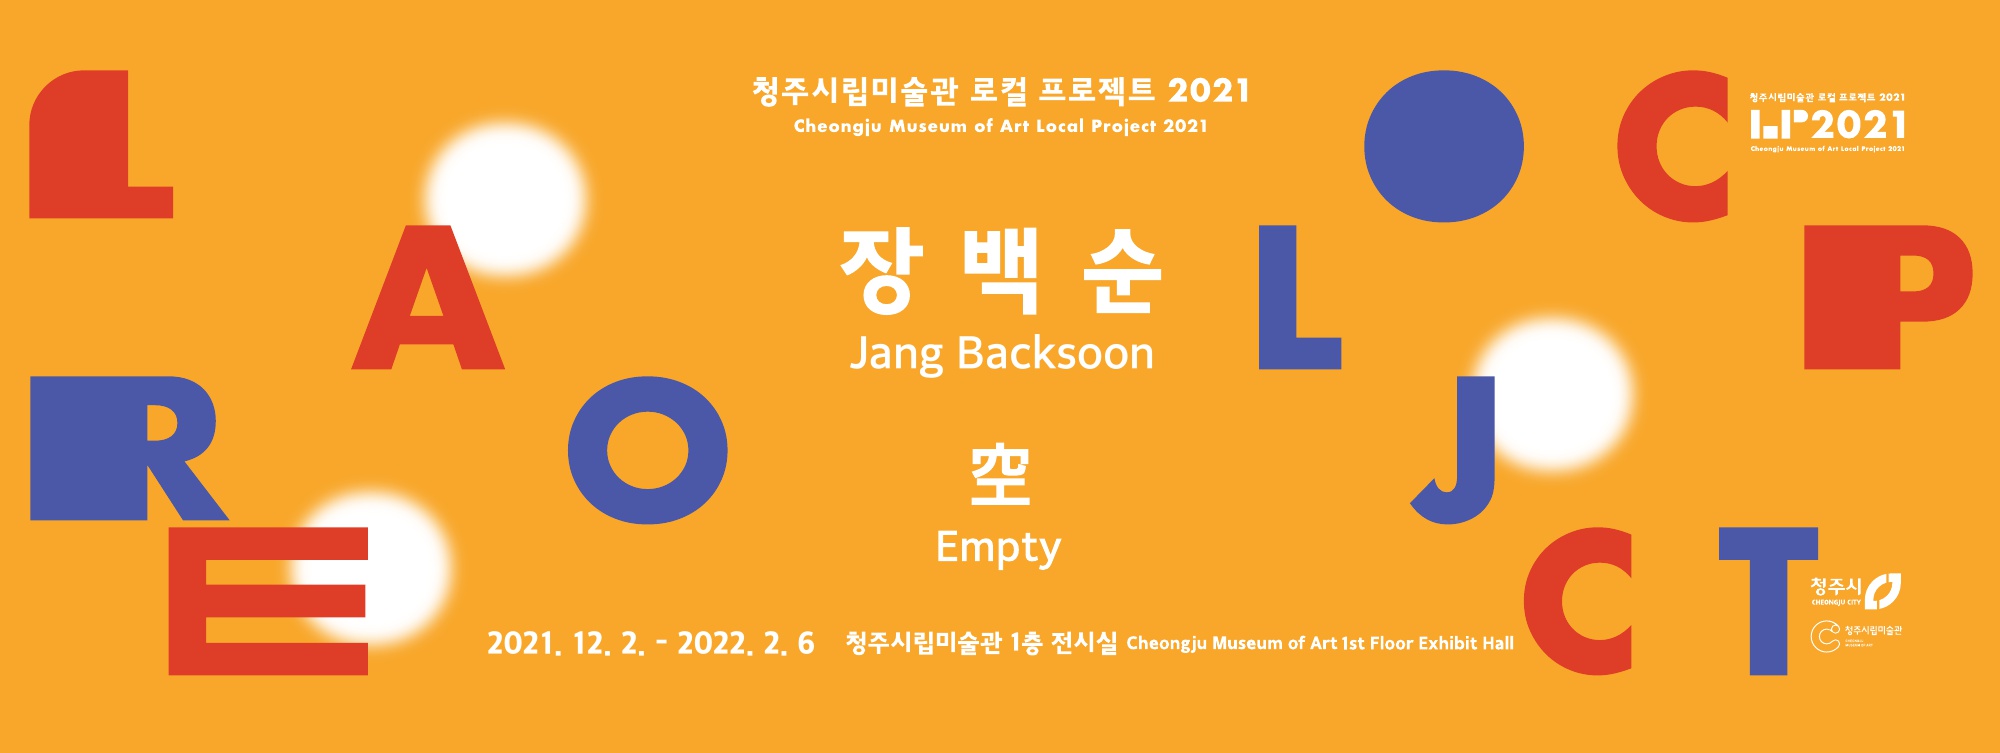 청주시립미술관 로컬 프로젝트 2021
Cheongju Museum of Art Local Project 2021
L O C
청주시립미술관 로컬 프로젝트 2021
LP2021
Cheongju Museum of Art Local Project 2021
A L P
장 백 순
Jang Backsoon
R O J
空
Empty
E C T
2021. 12. 2. - 2022. 2. 6
청주시립미술관 1층 전시실 Cheongju Museum of Art 1st Floor Exhibit Hall
청주시
CHEONGJU CITY
청주시립미술관
CHEONGJU
MUSEUM OF ART